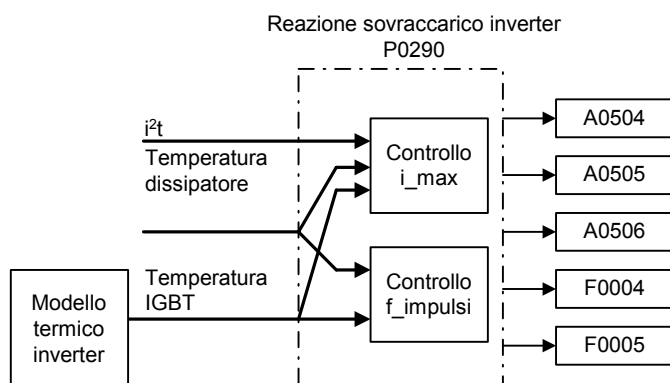 Reazione sovraccarico inverter
P0290
i²t
Temperatura
dissipatore
Temperatura
IGBT
Modello
termico
inverter
Controllo
i_max
Controllo
f_impulsi
A0504
A0505
A0506
F0004
F0005